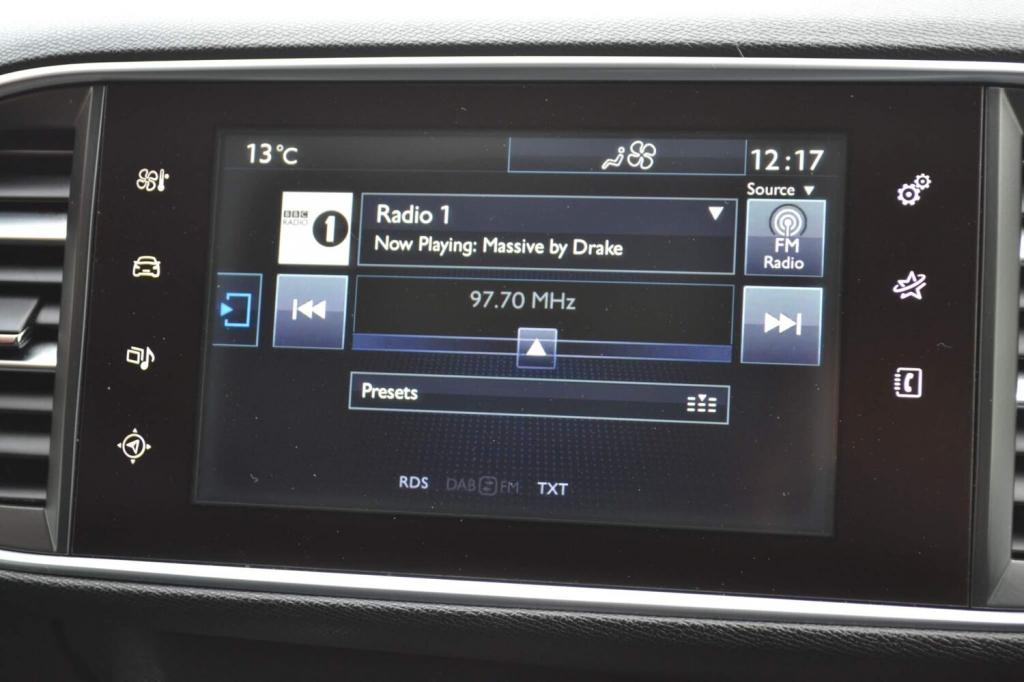 13°C
12:17
Source
BBC
RADIO
1
Radio 1
Now Playing: Massive by Drake
FM
Radio
97.70 MHz
Presets
RDS
DAB
FM
TXT